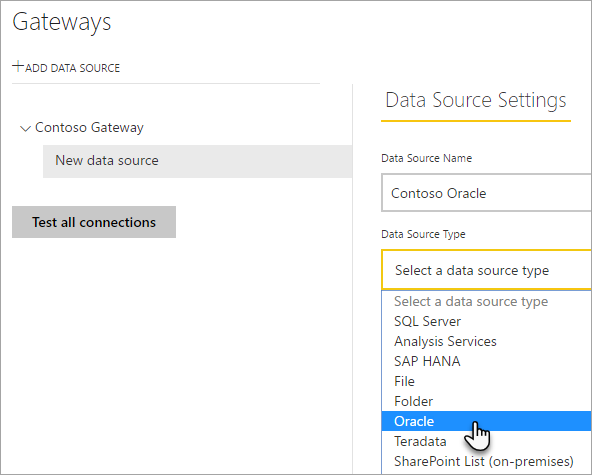 Gateways
+ADD DATA SOURCE
Contoso Gateway
New data source
Test all connections
Data Source Settings
Data Source Name
Contoso Oracle
Data Source Type
Select a data source type
Select a data source type
SQL Server
Analysis Services
SAP HANA
File
Folder
Oracle
Teradata
SharePoint List (on-premises)